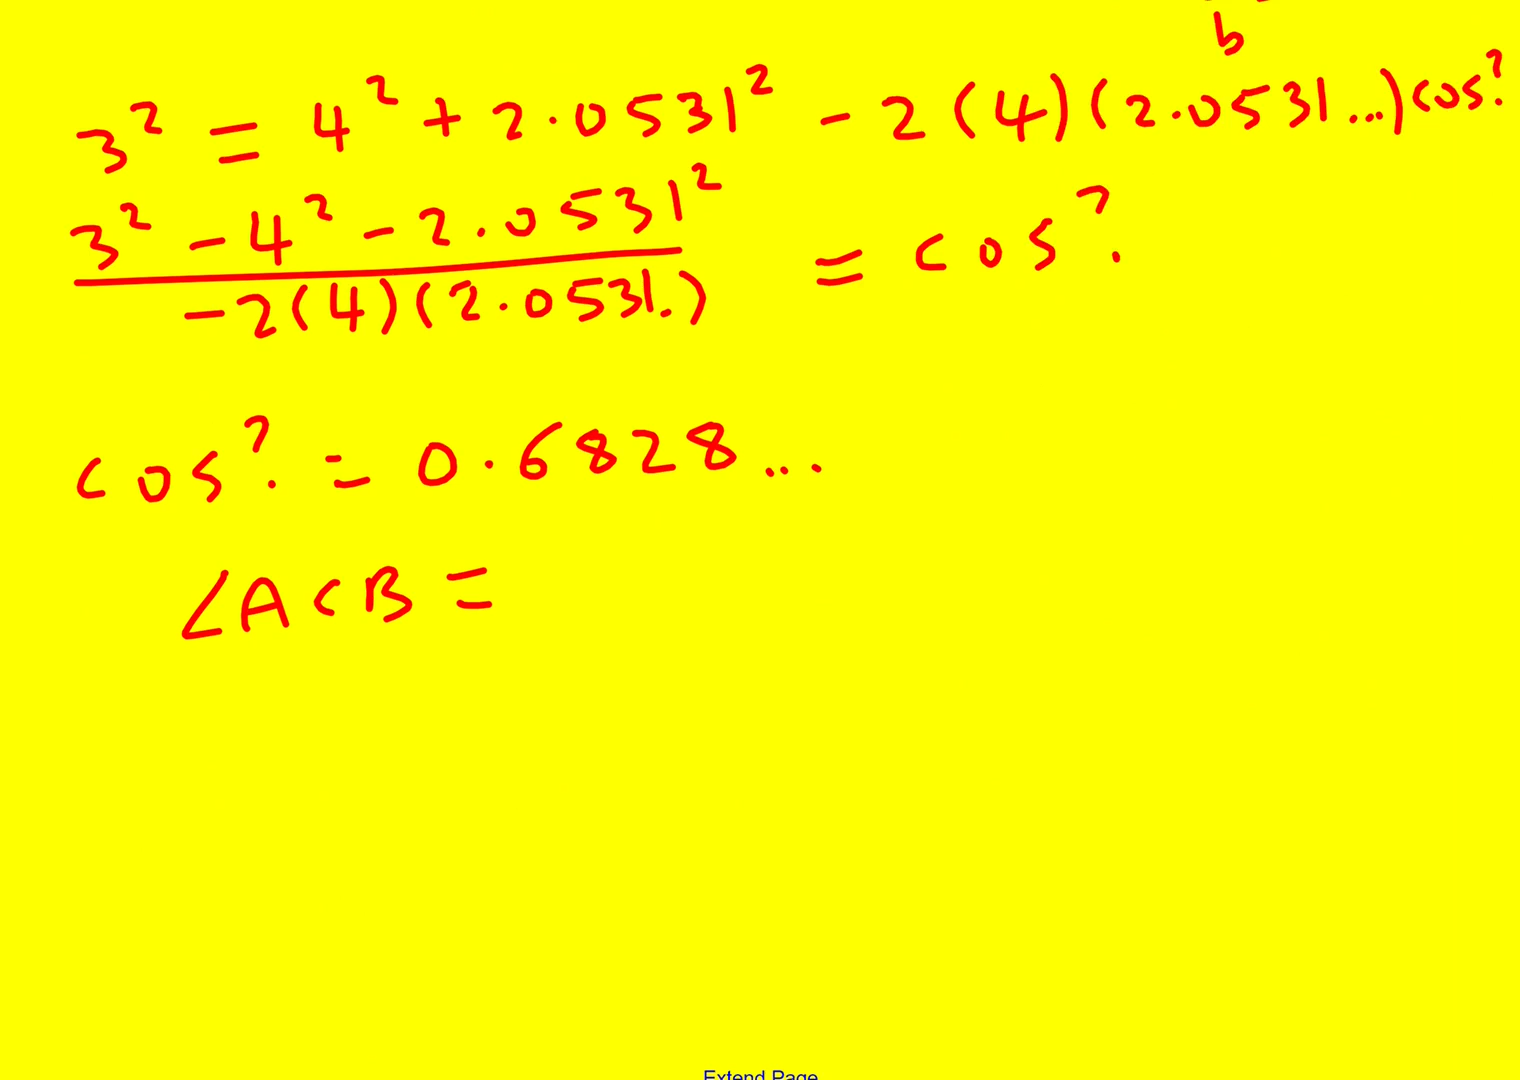 b
3² = 4² + 2.0531² - 2(4)(2.0531...)cos?
3² - 4² - 2.0531²
-2(4)(2.0531.)
= cos?
cos? = 0.6828...
∠ACB =
Extend Page